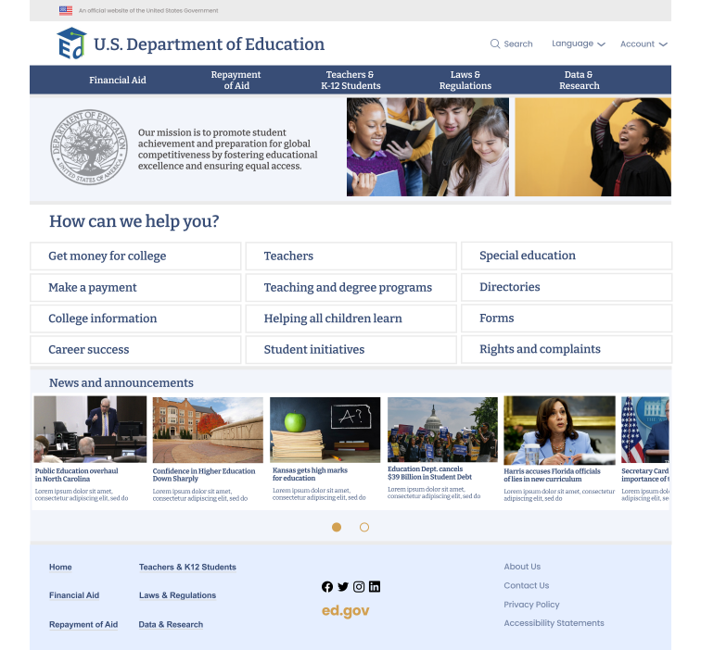 An official website of the United States Government
Ed
U.S. Department of Education
Search
Language
Account
Financial Aid
Repayment
of Aid
Teachers &
K-12 Students
Laws &
Regulations
Data &
Research
DEPARTMENT OF EDUCATION
UNITED STATES OF AMERICA
Our mission is to promote student
achievement and preparation for global
competitiveness by fostering educational
excellence and ensuring equal access.
How can we help you?
Get money for college
Teachers
Special education
Make a payment
Teaching and degree programs
Directories
College information
Helping all children learn
Forms
Career success
Student initiatives
Rights and complaints
News and announcements
A?
Public Education overhaul
in North Carolina
Lorem ipsum dolor sit amet,
consectetur adipiscing elit, sed do
Confidence in Higher Education
Down Sharply
Lorem ipsum dolor sit amet,
consectetur adipiscing elit, sed do
Kansas gets high marks
for education
Lorem ipsum dolor sit amet,
consectetur adipiscing elit, sed do
Education Dept. cancels
$39 Billion in Student Debt
Lorem ipsum dolor sit amet,
consectetur adipiscing elit, sed do
Harris accuses Florida officials
of lies in new curriculum
Lorem ipsum dolor sit amet, consectetur
adipiscing elit, sed do
Secretary Card
importance of
Lorem ipsum dol
consectetur adipis
Home
Teachers & K12 Students
Financial Aid
Laws & Regulations
Repayment of Aid
Data & Research
ed.gov
About Us
Contact Us
Privacy Policy
Accessibility Statements